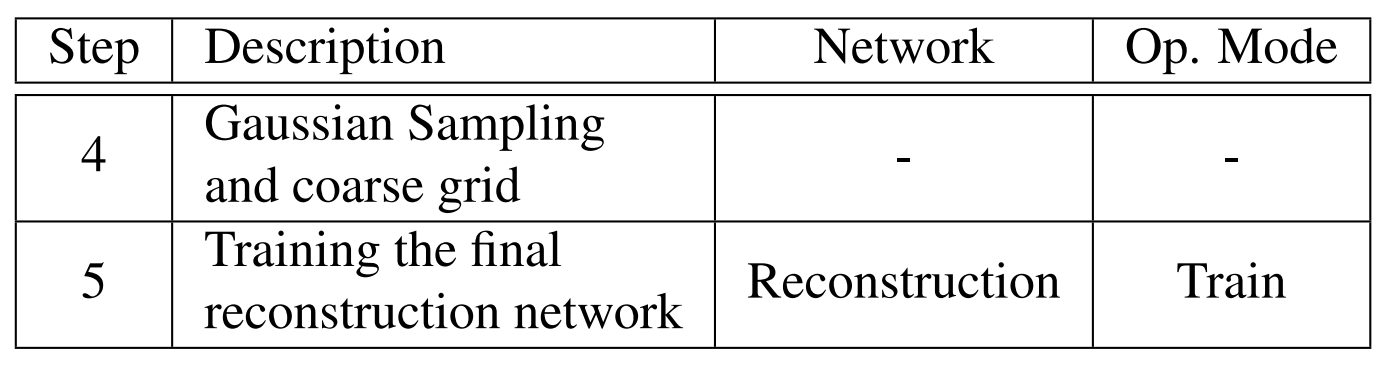 Step Description Network Op. Mode
4 Gaussian Sampling and coarse grid - -
5 Training the final reconstruction network Reconstruction Train